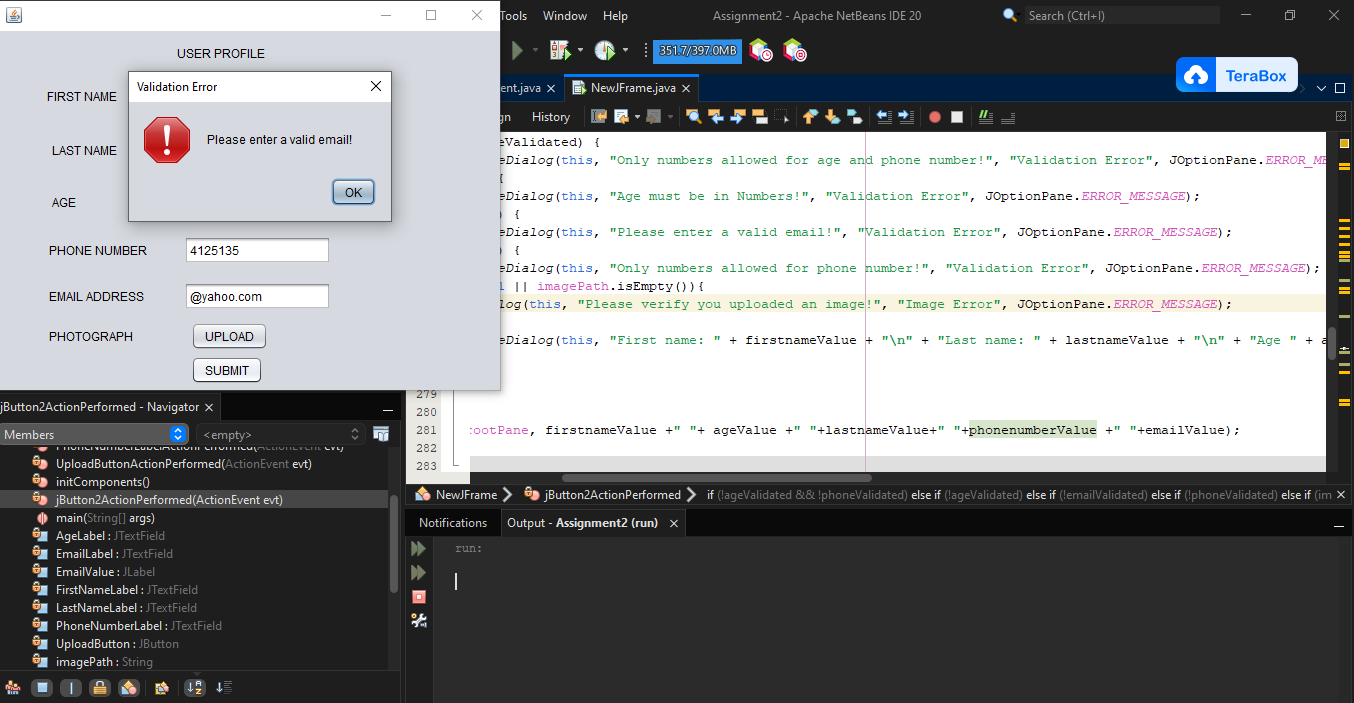 Tools Window Help
Assignment2 - Apache NetBeans IDE 20
Search (Ctrl+I)
351.7/397.0MB
TeraBox
USER PROFILE
Validation Error
Please enter a valid email!
OK
FIRST NAME
LAST NAME
AGE
PHONE NUMBER
4125135
EMAIL ADDRESS
@yahoo.com
PHOTOGRAPH
UPLOAD
SUBMIT
ent.java
NewJFrame.java
gn
History
eValidated) {
eDialog(this, "Only numbers allowed for age and phone number!", "Validation Error", JOptionPane.ERROR_ME
{
eDialog(this, "Age must be in Numbers!", "Validation Error", JOptionPane.ERROR_MESSAGE);
) {
eDialog(this, "Please enter a valid email!", "Validation Error", JOptionPane.ERROR_MESSAGE);
) {
eDialog(this, "Only numbers allowed for phone number!", "Validation Error", JOptionPane.ERROR_MESSAGE);
|| imagePath.isEmpty()){
log(this, "Please verify you uploaded an image!", "Image Error", JOptionPane.ERROR_MESSAGE);
eDialog(this, "First name: " + firstnameValue + "\n" + "Last name: " + lastnameValue + "\n" + "Age " + a
279
280
281
ootPane, firstnameValue +" "+ ageValue +" "+lastnameValue+" "+phonenumberValue +" "+emailValue);
282
283
NewJFrame
jButton2ActionPerformed
if (!ageValidated && !phoneValidated) else if (!ageValidated) else if (!emailValidated) else if (!phoneValidated) else if (im
jButton2ActionPerformed - Navigator
Members
<empty>
PhoneNumberLabelActionPerformed(ActionEvent evt)
UploadButtonActionPerformed(ActionEvent evt)
initComponents()
jButton2ActionPerformed(ActionEvent evt)
main(String[] args)
AgeLabel : JTextField
EmailLabel : JTextField
EmailValue : JLabel
FirstNameLabel : JTextField
LastNameLabel : JTextField
PhoneNumberLabel : JTextField
UploadButton : JButton
imagePath : String
Notifications
Output - Assignment2 (run)
run: